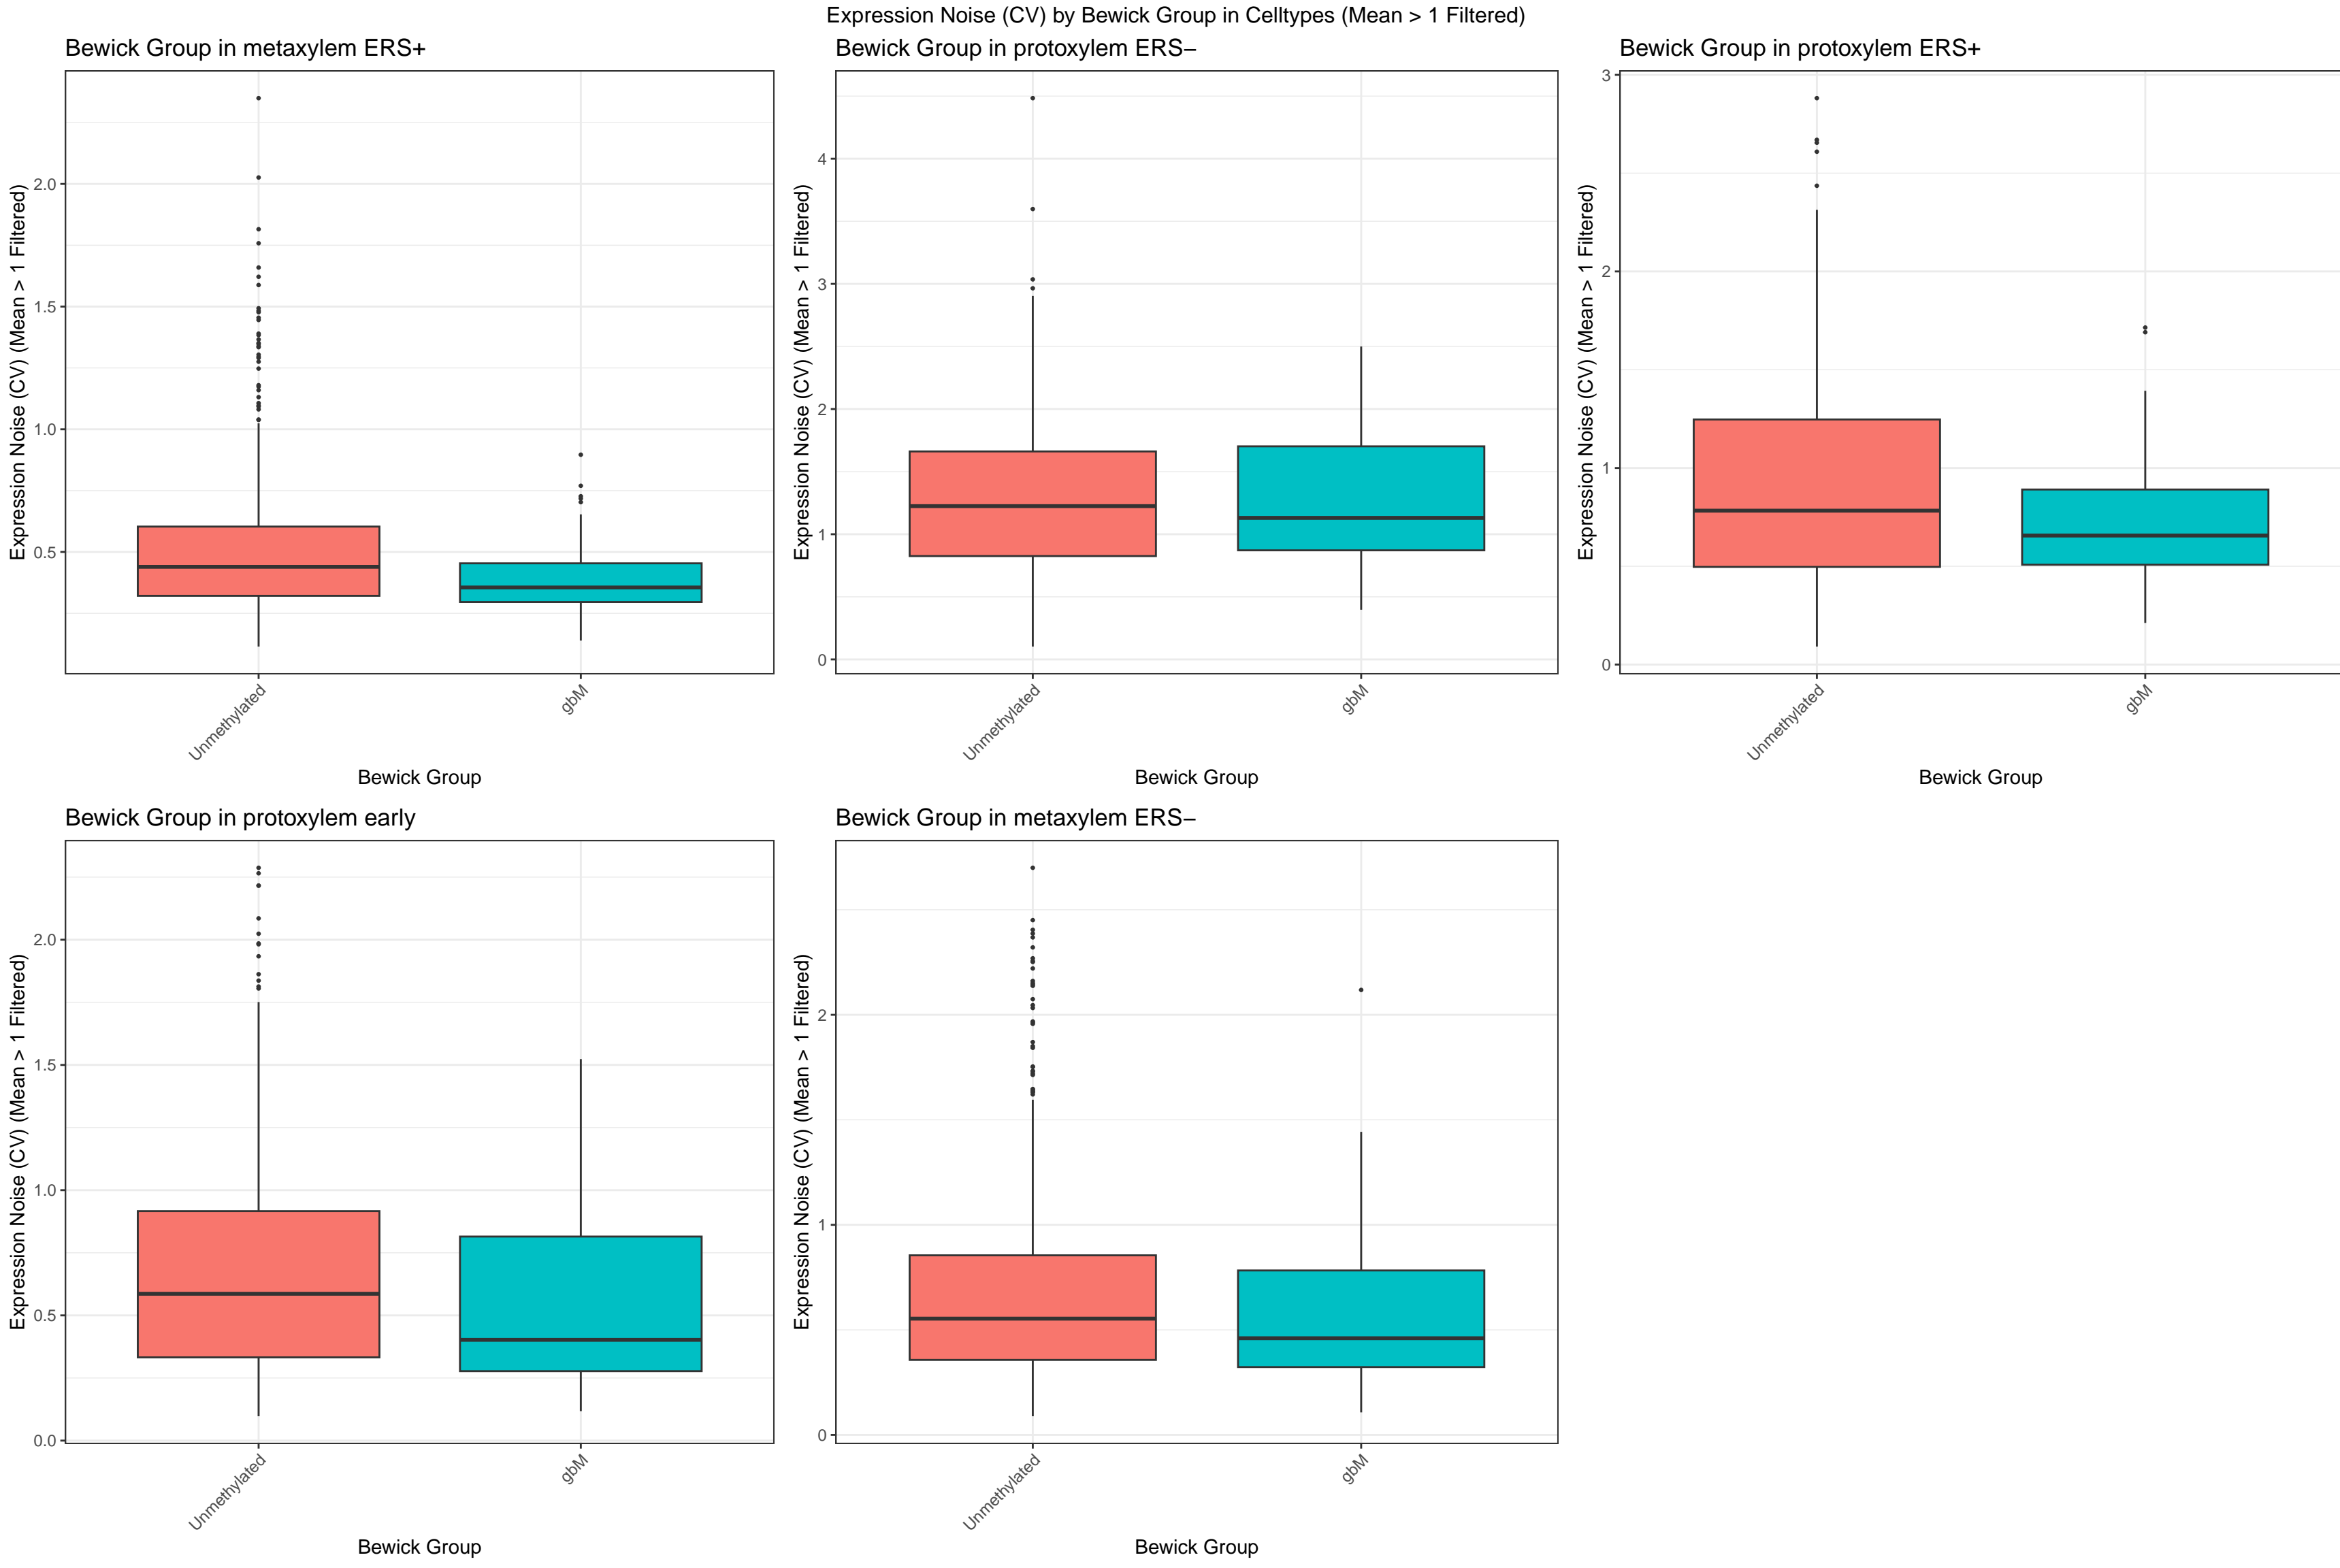 Expression Noise (CV) by Bewick Group in Celltypes (Mean > 1 Filtered)
Bewick Group in metaxylem ERS+
Expression Noise (CV) (Mean > 1 Filtered)
2.0
1.5
1.0
0.5
Unmethylated
gbM
Bewick Group
Bewick Group in protoxylem ERS−
Expression Noise (CV) (Mean > 1 Filtered)
4
3
2
1
0
Unmethylated
gbM
Bewick Group
Bewick Group in protoxylem ERS+
Expression Noise (CV) (Mean > 1 Filtered)
3
2
1
0
Unmethylated
gbM
Bewick Group
Bewick Group in protoxylem early
Expression Noise (CV) (Mean > 1 Filtered)
2.0
1.5
1.0
0.5
0.0
Unmethylated
gbM
Bewick Group
Bewick Group in metaxylem ERS−
Expression Noise (CV) (Mean > 1 Filtered)
2
1
0
Unmethylated
gbM
Bewick Group